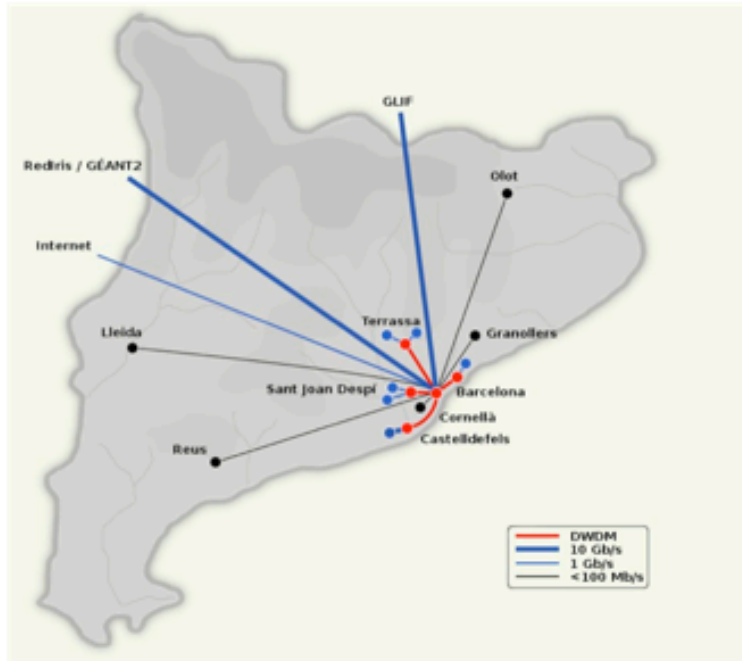 GLIF
RedIris / GÉANT2
Olot
Internet
Terrassa
Lleida
Granollers
Sant Joan Despí
Barcelona
Cornellà
Castelldefels
Reus
DWDM
10 Gb/s
1 Gb/s
<100 Mb/s